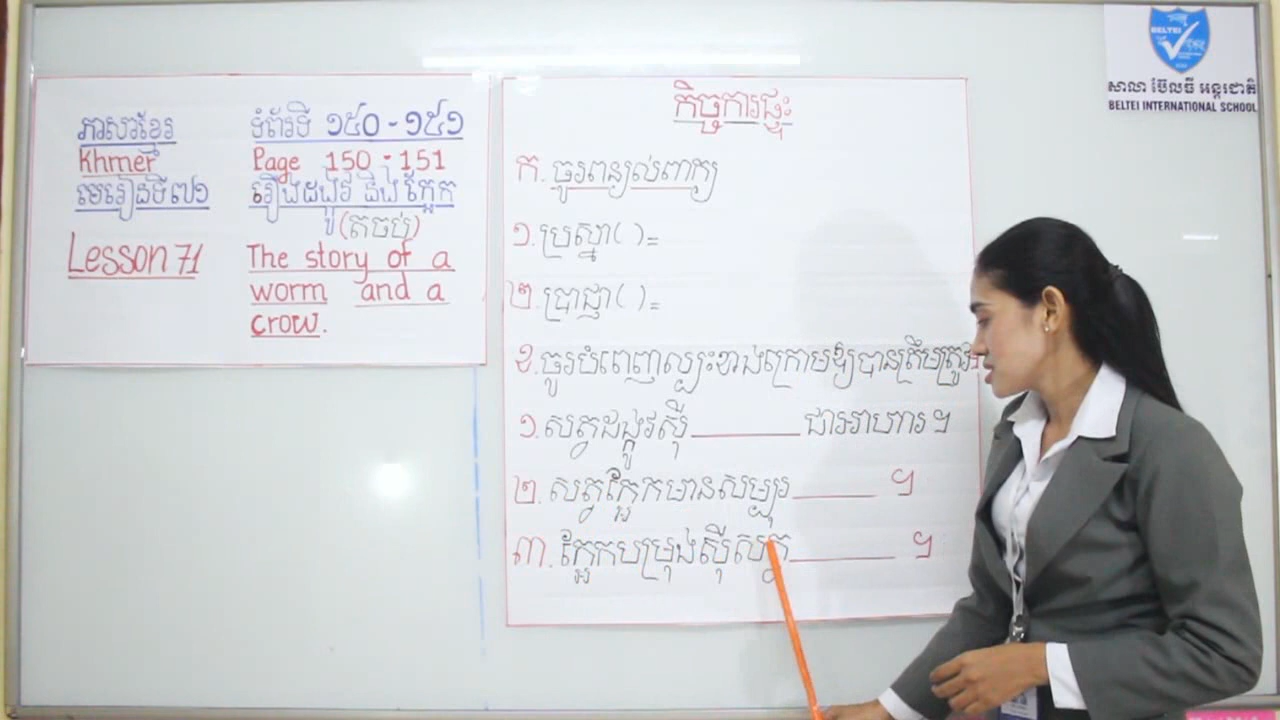 ភាសាខ្មែរ
Khmer
មេរៀនទី៧១
Lesson 71
ទំព័រទី ១៥០ - ១៥១
Page 150 - 151
រឿងដង្កូវ និងក្អែក
(តចប់)
The story of a
worm and a
crow.
កិច្ចការផ្ទះ
ក. ចូរពន្យល់ពាក្យ
១. ប្រស្នា( )=
២. ប្រាជ្ញា( )=
ខ. ចូរបំពេញល្បះខាងក្រោមឱ្យបានត្រឹមត្រូវ
១. សត្វដង្កូវស៊ី ________ ជាអាហារ ។
២. សត្វក្អែកមានសម្បុរ ______ ។
៣. ក្អែកបម្រុងស៊ីសត្វ ________ ។
BELTEI
សាលា ប៊ែលធី អន្តរជាតិ
BELTEI INTERNATIONAL SCHOOL